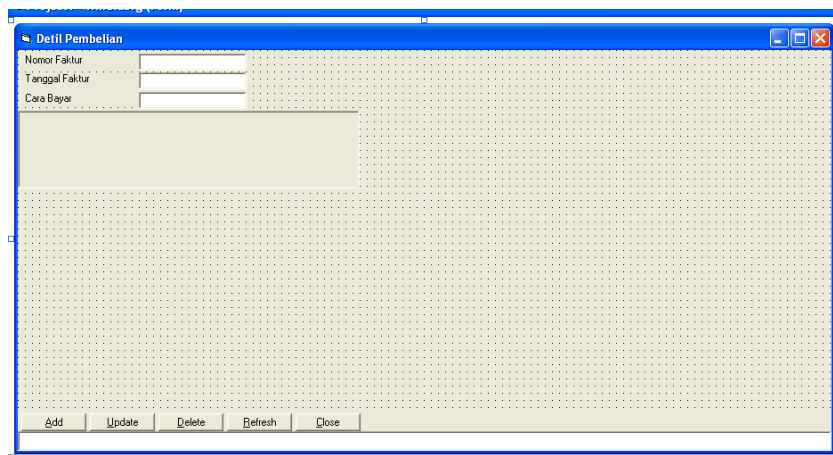 Detil Pembelian
Nomor Faktur
Tanggal Faktur
Cara Bayar
Add Update Delete Refresh Close